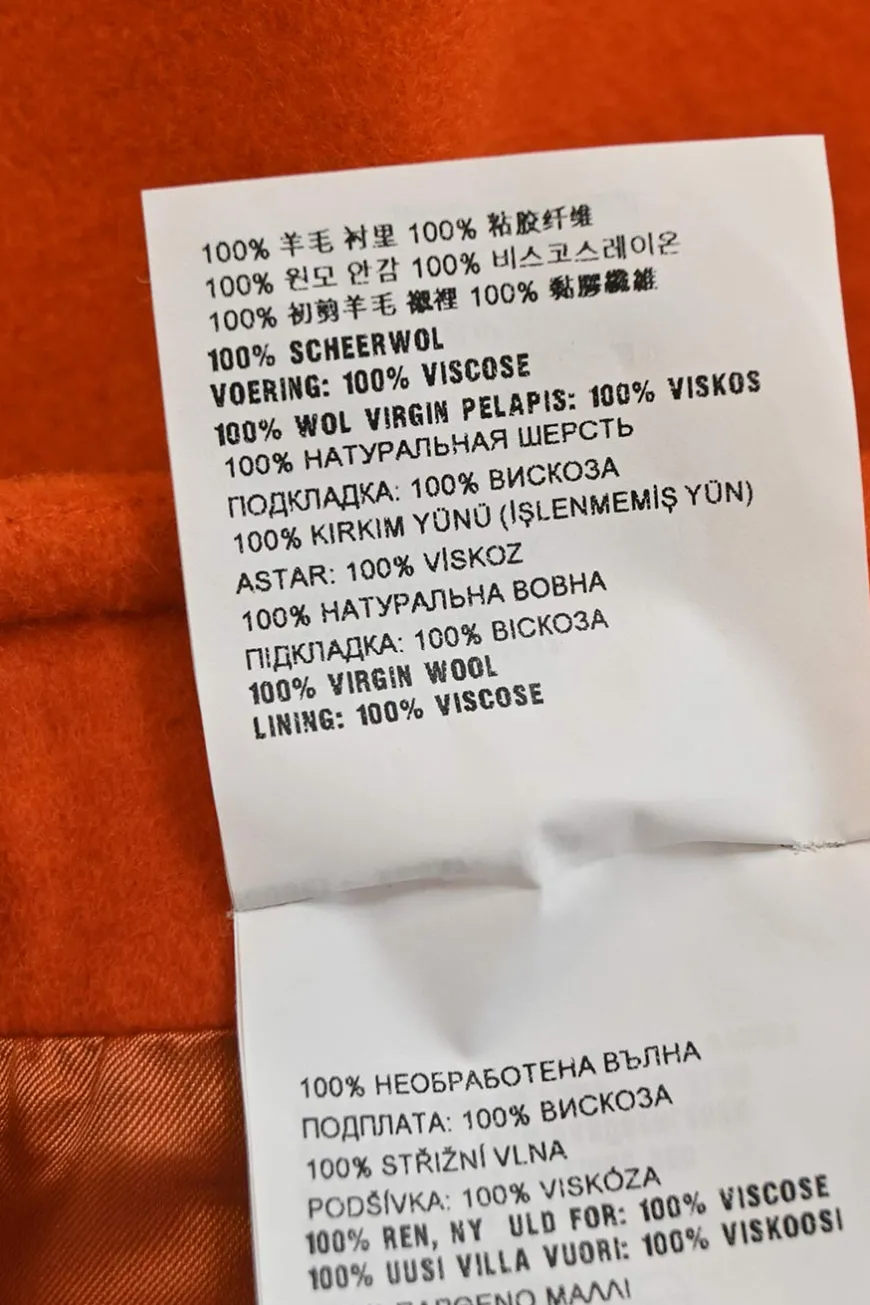 100% 羊毛 衬里 100% 粘胶纤维
100% 원모 안감 100% 비스코스레이온
100% 初剪羊毛 襯裡 100% 黏膠纖維
100% SCHEERWOL
VOERING: 100% VISCOSE
100% WOL VIRGIN PELAPIS: 100% VISKOS
100% НАТУРАЛЬНАЯ ШЕРСТЬ
ПОДКЛАДКА: 100% ВИСКОЗА
100% KIRKIM YÜNÜ (İŞLENMEMİŞ YÜN)
ASTAR: 100% VİSKOZ
100% НАТУРАЛЬНА ВОВНА
ПІДКЛАДКА: 100% ВІСКОЗА
100% VIRGIN WOOL
LINING: 100% VISCOSE
100% НЕОБРАБОТЕНА ВЪЛНА
ПОДПЛАТА: 100% ВИСКОЗА
100% STŘIŽNÍ VLNA
PODŠÍVKA: 100% VISKÓZA
100% REN, NY ULD FOR: 100% VISCOSE
100% UUSI VILLA VUORI: 100% VISKOOSI
ΜΑΛΛΙ